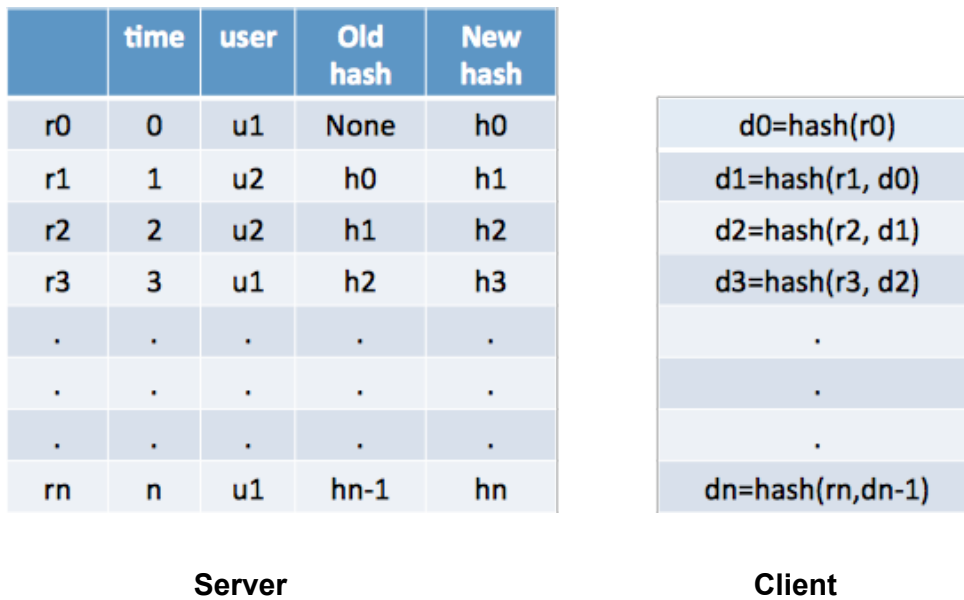 time user Old hash New hash
r0 0 u1 None h0 d0=hash(r0)
r1 1 u2 h0 h1 d1=hash(r1, d0)
r2 2 u2 h1 h2 d2=hash(r2, d1)
r3 3 u1 h2 h3 d3=hash(r3, d2)
. . . . . .
. . . . . .
. . . . . .
rn n u1 hn-1 hn dn=hash(rn,dn-1)
Server Client